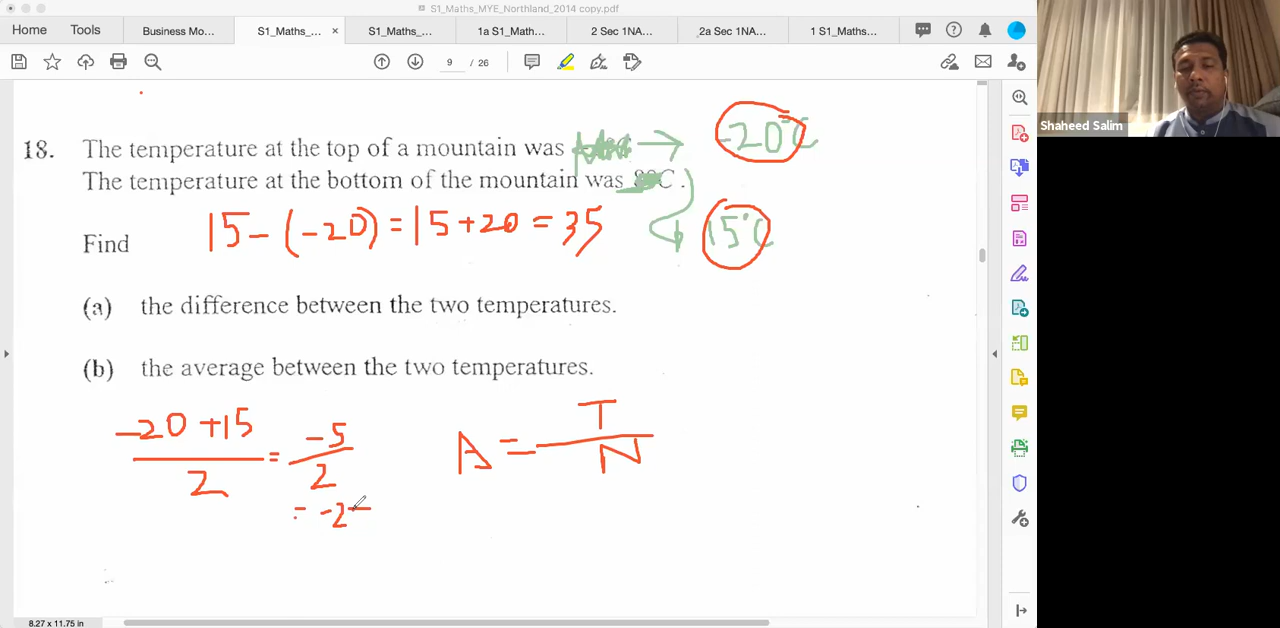 S1_Maths_MYE_Northland_2014 copy.pdf
Home Tools Business Mo... S1_Maths_... × S1_Maths_... 1a S1_Math... 2 Sec 1NA... 2a Sec 1NA... 1 S1_Maths...
9 / 26
Shaheed Salim
18. The temperature at the top of a mountain was → -20°C
The temperature at the bottom of the mountain was C.
15°C
15-(-20)=15+20=35
Find
(a) the difference between the two temperatures.
(b) the average between the two temperatures.
-20+15 / 2 = -5 / 2
A = T / N
= -2
8.27 x 11.75 in